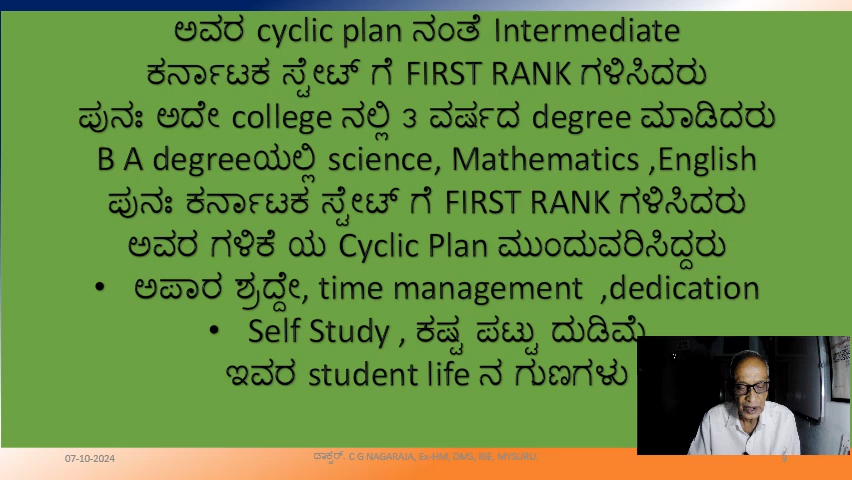 ಅವರ cyclic plan ನಂತೆ Intermediate
ಕರ್ನಾಟಕ ಸ್ಟೇಟ್ ಗೆ FIRST RANK ಗಳಿಸಿದರು
ಪುನಃ ಅದೇ college ನಲ್ಲಿ 3 ವರ್ಷದ degree ಮಾಡಿದರು
B A degreeಯಲ್ಲಿ science, Mathematics ,English
ಪುನಃ ಕರ್ನಾಟಕ ಸ್ಟೇಟ್ ಗೆ FIRST RANK ಗಳಿಸಿದರು
ಅವರ ಗಳಿಕೆ ಯ Cyclic Plan ಮುಂದುವರಿಸಿದ್ದರು
• ಅಪಾರ ಶ್ರದ್ದೇ, time management ,dedication
• Self Study , ಕಷ್ಟ ಪಟ್ಟು ದುಡಿಮೆ
ಇವರ student life ನ ಗುಣಗಳು
07-10-2024 ಡಾಕ್ಟರ್. C G NAGARAJA, Ex-HM, DMS, RIE, MYSURU.